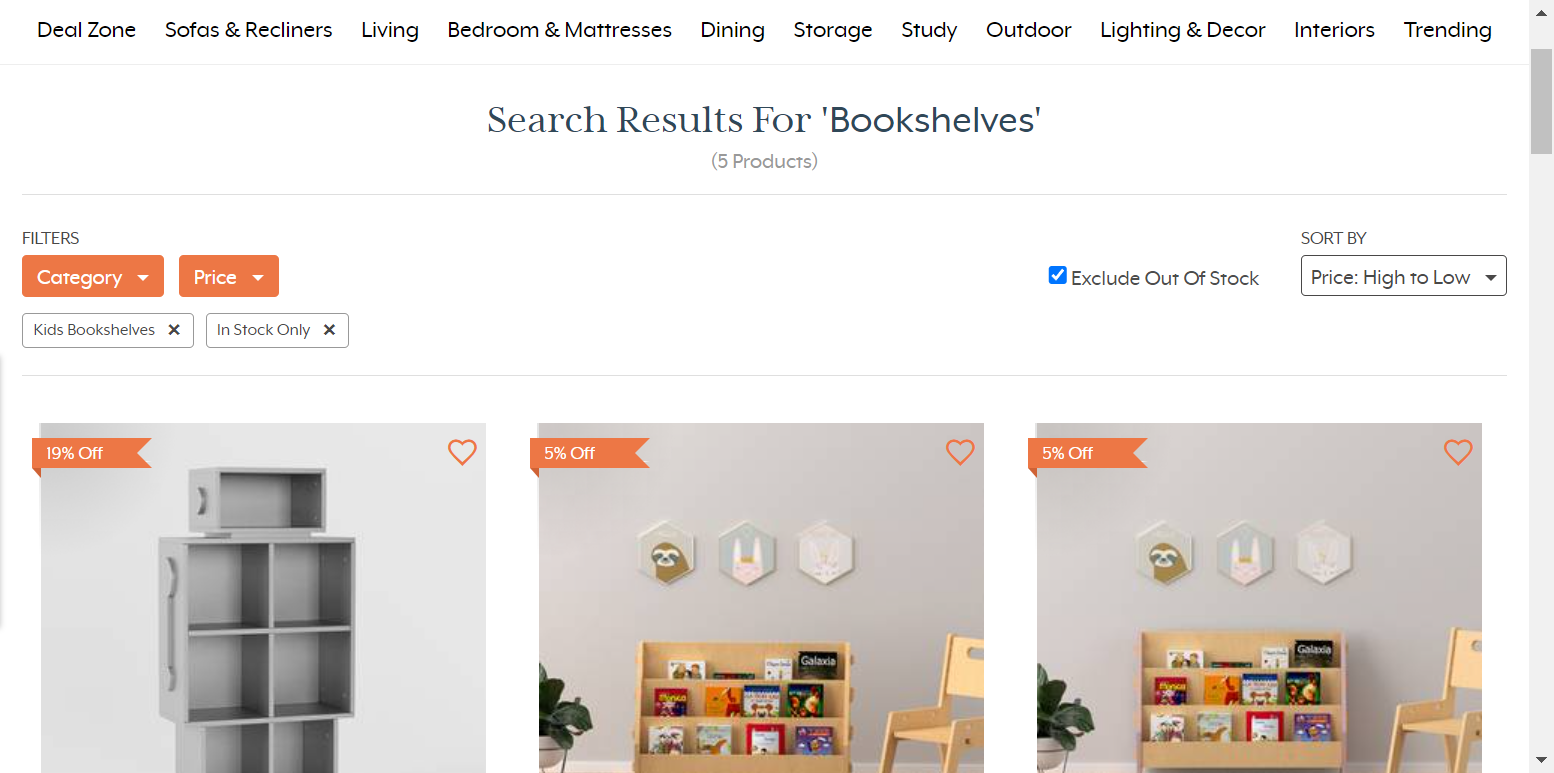 Deal Zone Sofas & Recliners Living Bedroom & Mattresses Dining Storage Study Outdoor Lighting & Decor Interiors Trending
Search Results For 'Bookshelves'
(5 Products)
FILTERS
Category
Price
Exclude Out Of Stock
SORT BY
Price: High to Low
Kids Bookshelves ✕
In Stock Only ✕
19% Off
5% Off
5% Off
Galaxia
Monica
Galaxia
Monica